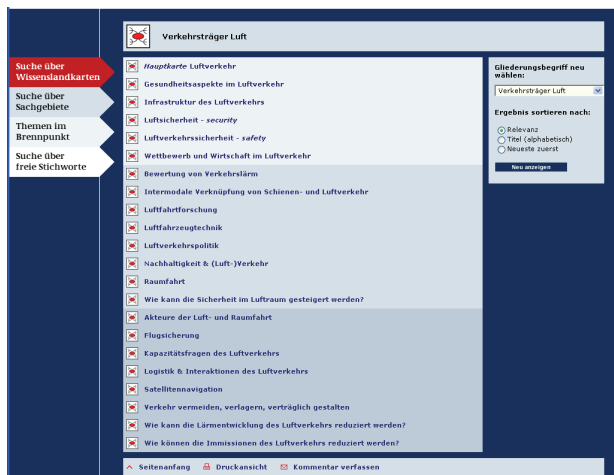 Verkehrsträger Luft
Suche über
Wissenslandkarten
Suche über
Sachgebiete
Themen im
Brennpunkt
Suche über
freie Stichworte
Hauptkarte Luftverkehr
Gesundheitsaspekte im Luftverkehr
Infrastruktur des Luftverkehrs
Luftsicherheit - security
Luftverkehrssicherheit - safety
Wettbewerb und Wirtschaft im Luftverkehr
Bewertung von Verkehrslärm
Intermodale Verknüpfung von Schienen- und Luftverkehr
Luftfahrtforschung
Luftfahrzeugtechnik
Luftverkehrspolitik
Nachhaltigkeit & (Luft-)Verkehr
Raumfahrt
Wie kann die Sicherheit im Luftraum gesteigert werden?
Akteure der Luft- und Raumfahrt
Flugsicherung
Kapazitätsfragen des Luftverkehrs
Logistik & Interaktionen des Luftverkehrs
Satellitennavigation
Verkehr vermeiden, verlagern, verträglich gestalten
Wie kann die Lärmentwicklung des Luftverkehrs reduziert werden?
Wie können die Immissionen des Luftverkehrs reduziert werden?
Gliederungsbegriff neu
wählen:
Verkehrsträger Luft
Ergebnis sortieren nach:
Relevanz
Titel (alphabetisch)
Neueste zuerst
Neu anzeigen
Seitenanfang Druckansicht Kommentar verfassen